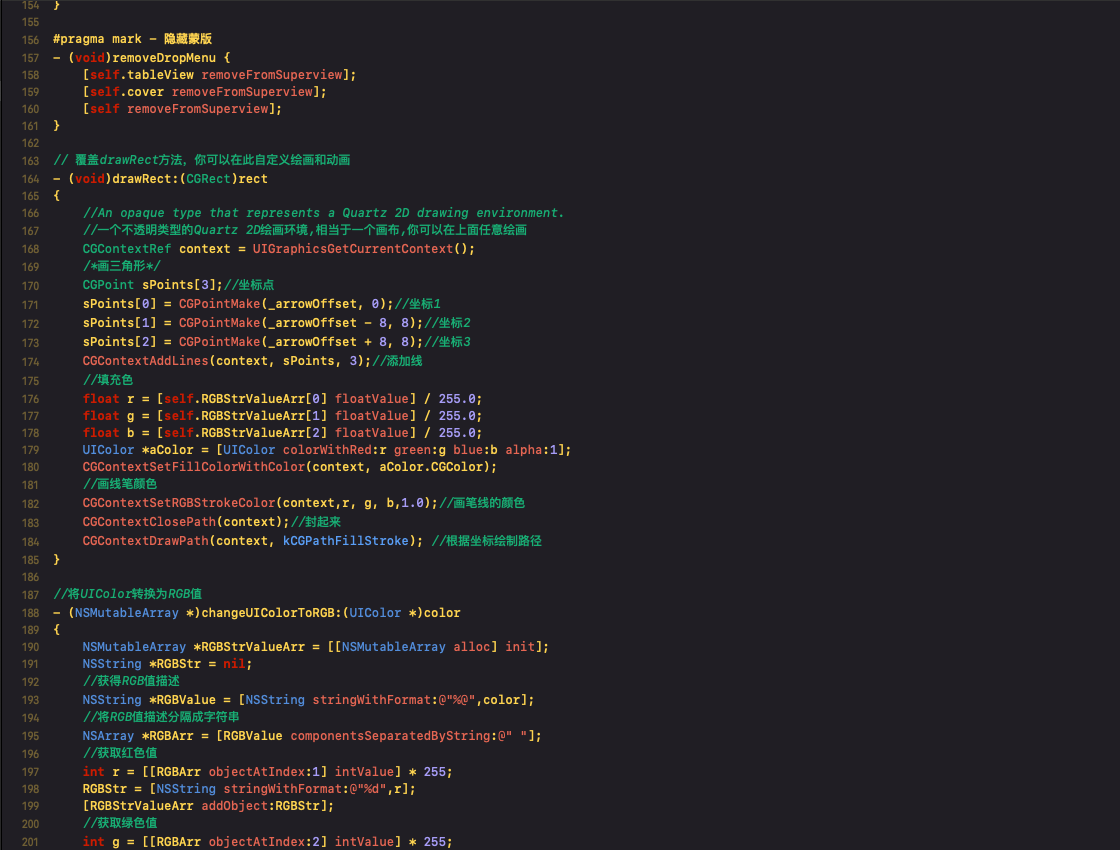 154 }
155
156 #pragma mark - 隐藏蒙版
157 - (void)removeDropMenu {
158     [self.tableView removeFromSuperview];
159     [self.cover removeFromSuperview];
160     [self removeFromSuperview];
161 }
162
163 // 覆盖drawRect方法，你可以在此自定义绘画和动画
164 - (void)drawRect:(CGRect)rect
165 {
166     //An opaque type that represents a Quartz 2D drawing environment.
167     //一个不透明类型的Quartz 2D绘画环境,相当于一个画布,你可以在上面任意绘画
168     CGContextRef context = UIGraphicsGetCurrentContext();
169     /*画三角形*/
170     CGPoint sPoints[3];//坐标点
171     sPoints[0] = CGPointMake(_arrowOffset, 0);//坐标1
172     sPoints[1] = CGPointMake(_arrowOffset - 8, 8);//坐标2
173     sPoints[2] = CGPointMake(_arrowOffset + 8, 8);//坐标3
174     CGContextAddLines(context, sPoints, 3);//添加线
175     //填充色
176     float r = [self.RGBStrValueArr[0] floatValue] / 255.0;
177     float g = [self.RGBStrValueArr[1] floatValue] / 255.0;
178     float b = [self.RGBStrValueArr[2] floatValue] / 255.0;
179     UIColor *aColor = [UIColor colorWithRed:r green:g blue:b alpha:1];
180     CGContextSetFillColorWithColor(context, aColor.CGColor);
181     //画线笔颜色
182     CGContextSetRGBStrokeColor(context,r, g, b,1.0);//画笔线的颜色
183     CGContextClosePath(context);//封起来
184     CGContextDrawPath(context, kCGPathFillStroke); //根据坐标绘制路径
185 }
186
187 //将UIColor转换为RGB值
188 - (NSMutableArray *)changeUIColorToRGB:(UIColor *)color
189 {
190     NSMutableArray *RGBStrValueArr = [[NSMutableArray alloc] init];
191     NSString *RGBStr = nil;
192     //获得RGB值描述
193     NSString *RGBValue = [NSString stringWithFormat:@"%@",color];
194     //将RGB值描述分隔成字符串
195     NSArray *RGBArr = [RGBValue componentsSeparatedByString:@" "];
196     //获取红色值
197     int r = [[RGBArr objectAtIndex:1] intValue] * 255;
198     RGBStr = [NSString stringWithFormat:@"%d",r];
199     [RGBStrValueArr addObject:RGBStr];
200     //获取绿色值
201     int g = [[RGBArr objectAtIndex:2] intValue] * 255;